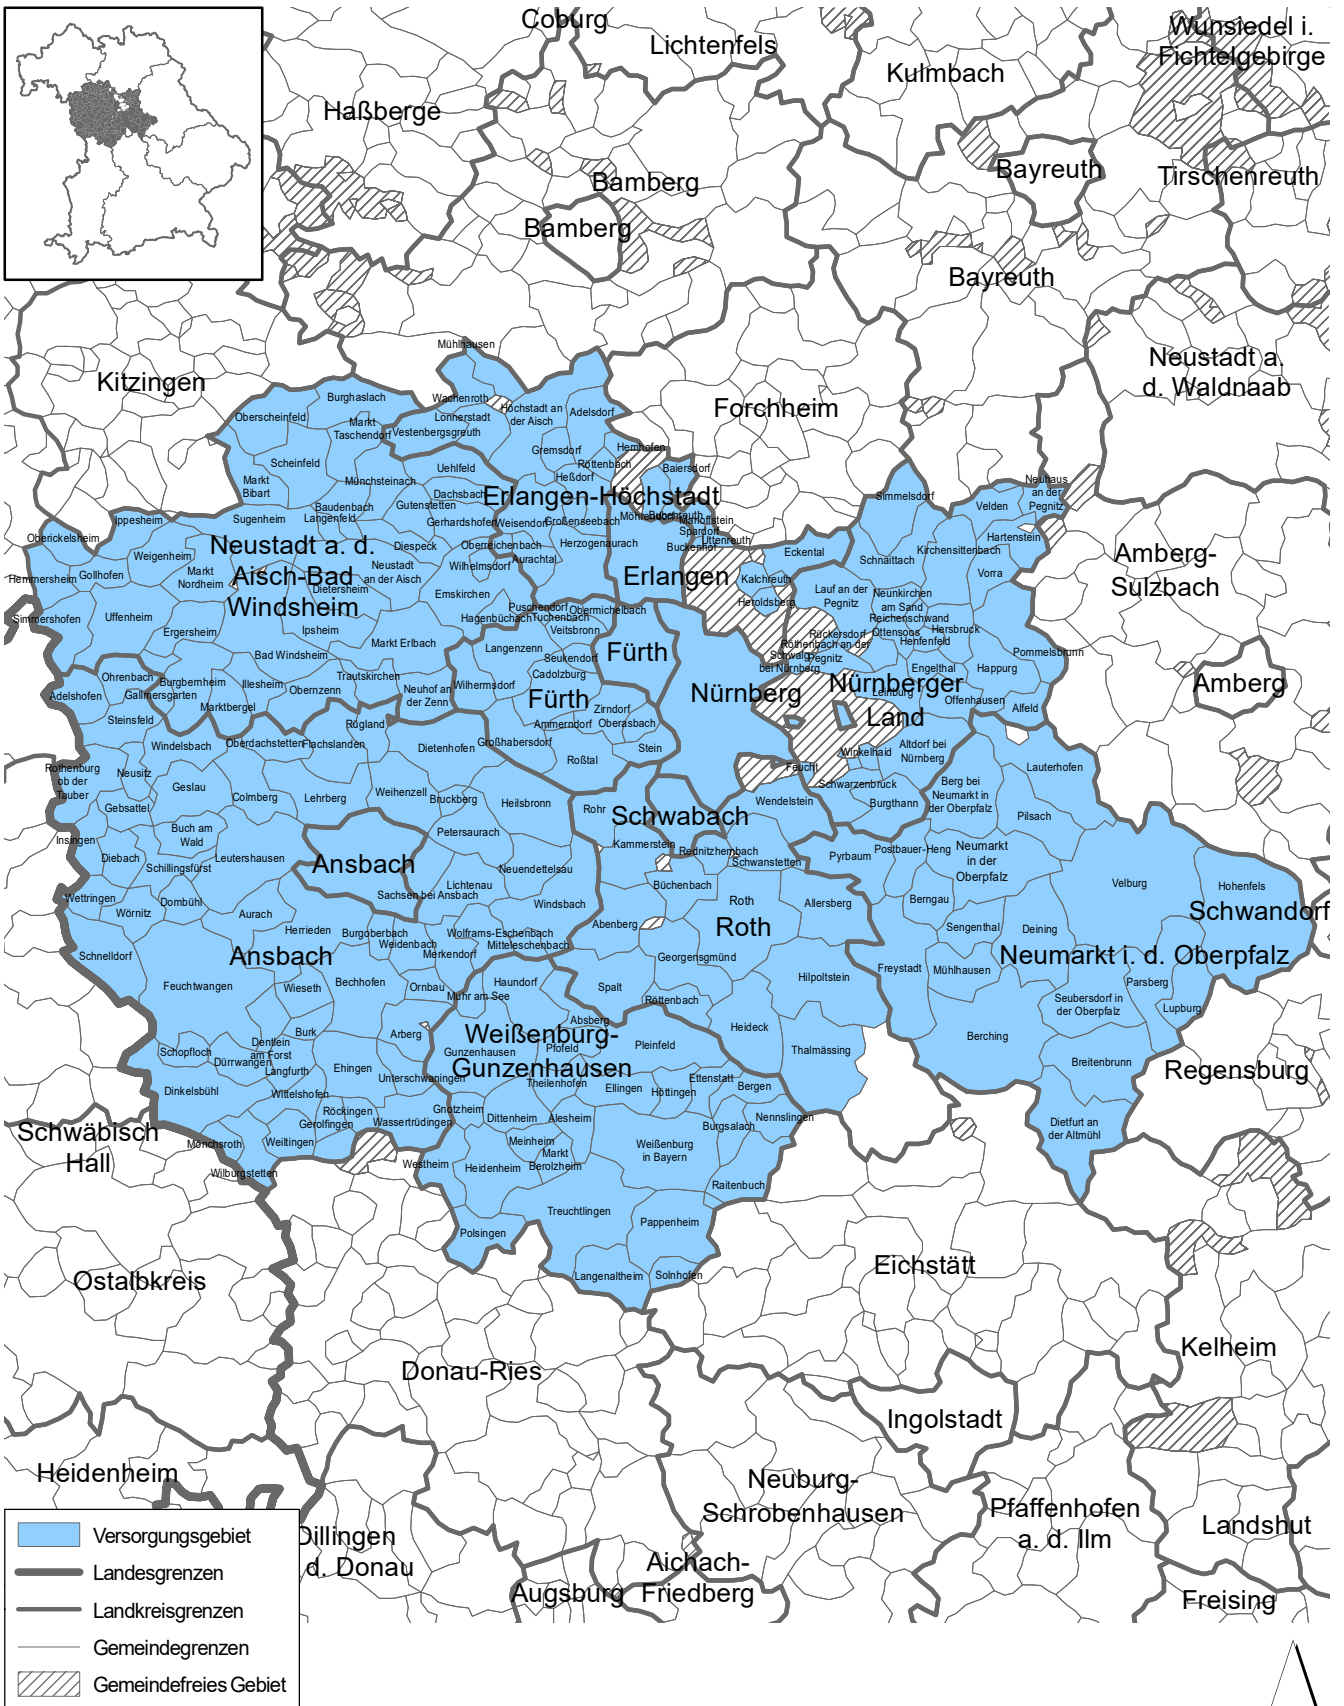 Coburg
Lichtenfels
Wunsiedel i.
Fichtelgebirge
Kulmbach
Haßberge
Bayreuth
Tirschenreuth
Bamberg
Bamberg
Bayreuth
Mühlhausen
Neustadt a.
d. Waldnaab
Kitzingen
Burghaslach
Wachenroth
Forchheim
Oberscheinfeld
Höchstadt an
der Aisch
Adelsdorf
Lonnerstadt
Markt
Taschendorf
Vestenbergsgreuth
Gremsdorf
Hemhofen
Scheinfeld
Röttenbach
Uehlfeld
Baiersdorf
Heßdorf
Markt
Bibart
Münchsteinach
Neuhaus
an der
Pegnitz
Dachsbach
Erlangen-Höchstadt
Simmelsdorf
Velden
Baudenbach
Gutenstetten
Sugenheim
Langenfeld
Ippesheim
Gerhardshofen
Weisendorf
Großenseebach
Möhrendorf
Bubenreuth
Marloffstein
Spardorf
Uttenreuth
Oberickelsheim
Weigenheim
Neustadt a. d.
Aisch-Bad
Windsheim
Diespeck
Oberreichenbach
Herzogenaurach
Buckenhof
Eckental
Kirchensittenbach
Hartenstein
Schnaittach
Amberg-
Sulzbach
Hemmersheim
Gollhofen
Markt
Nordheim
Neustadt
an der Aisch
Wilhelmsdorf
Aurachtal
Erlangen
Kalchreuth
Vorra
Dietersheim
Lauf an der
Pegnitz
Neunkirchen
am Sand
Simmershofen
Uffenheim
Emskirchen
Puschendorf
Obermichelbach
Heroldsberg
Reichenschwand
Ergersheim
Ipsheim
Hagenbüchach
Tuchenbach
Veitsbronn
Rückersdorf
Ottensoos
Hersbruck
Henfenfeld
Markt Erlbach
Langenzenn
Seukendorf
Fürth
Röthenbach an der
Pegnitz
Schwaig
bei Nürnberg
Pommelsbrunn
Bad Windsheim
Engelthal
Happurg
Ohrenbach
Burgbernheim
Illesheim
Trautskirchen
Cadolzburg
Nürnberg
Nürnberger
Land
Amberg
Adelshofen
Gallmersgarten
Obernzenn
Neuhof an
der Zenn
Wilhermsdorf
Fürth
Leinburg
Offenhausen
Marktbergel
Zirndorf
Alfeld
Steinsfeld
Rügland
Ammerndorf
Oberasbach
Windelsbach
Oberdachstetten
Flachslanden
Dietenhofen
Großhabersdorf
Stein
Winkelhaid
Altdorf bei
Nürnberg
Roßtal
Feucht
Lauterhofen
Rothenburg
ob der
Tauber
Neusitz
Geslau
Colmberg
Lehrberg
Weihenzell
Bruckberg
Heilsbronn
Schwarzenbruck
Berg bei
Neumarkt in
der Oberpfalz
Gebsattel
Rohr
Wendelstein
Burgthann
Pilsach
Schwabach
Insingen
Buch am
Wald
Petersaurach
Kammerstein
Rednitzhembach
Diebach
Leutershausen
Ansbach
Schwanstetten
Pyrbaum
Postbauer-Heng
Neumarkt
in der
Oberpfalz
Schillingsfürst
Neuendettelsau
Lichtenau
Büchenbach
Velburg
Hohenfels
Wettringen
Dombühl
Sachsen bei Ansbach
Windsbach
Roth
Allersberg
Berngau
Schwandorf
Wörnitz
Aurach
Herrieden
Burgoberbach
Wolframs-Eschenbach
Abenberg
Roth
Sengenthal
Deining
Schnelldorf
Ansbach
Weidenbach
Mitteleschenbach
Merkendorf
Georgensgmünd
Neumarkt i. d. Oberpfalz
Feuchtwangen
Wieseth
Bechhofen
Ornbau
Haundorf
Muhr am See
Spalt
Hilpoltstein
Freystadt
Mühlhausen
Parsberg
Röttenbach
Seubersdorf in
der Oberpfalz
Lupburg
Burk
Arberg
Absberg
Heideck
Weißenburg-
Gunzenhausen
Berching
Schopfloch
Dentlein
am Forst
Gunzenhausen
Pfofeld
Pleinfeld
Thalmässing
Dürrwangen
Langfurth
Ehingen
Breitenbrunn
Regensburg
Unterschwaningen
Theilenhofen
Ellingen
Ettenstatt
Dinkelsbühl
Wittelshofen
Höttingen
Bergen
Röckingen
Gnotzheim
Dittenheim
Alesheim
Nennslingen
Gerolfingen
Wassertrüdingen
Burgsalach
Dietfurt an
der Altmühl
Schwäbisch
Hall
Mönchsroth
Weiltingen
Meinheim
Markt
Berolzheim
Weißenburg
in Bayern
Wilburgstetten
Westheim
Heidenheim
Raitenbuch
Treuchtlingen
Pappenheim
Polsingen
Ostalbkreis
Langenaltheim
Solnhofen
Eichstätt
Kelheim
Donau-Ries
Ingolstadt
Heidenheim
Neuburg-
Schrobenhausen
Pfaffenhofen
a. d. Ilm
Landshut
Dillingen
d. Donau
Aichach-
Friedberg
Augsburg
Freising
Versorgungsgebiet
Landesgrenzen
Landkreisgrenzen
Gemeindegrenzen
Gemeindefreies Gebiet